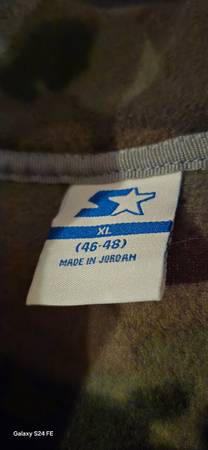 XL
(46-48)
MADE IN JORDAN
Galaxy S24 FE